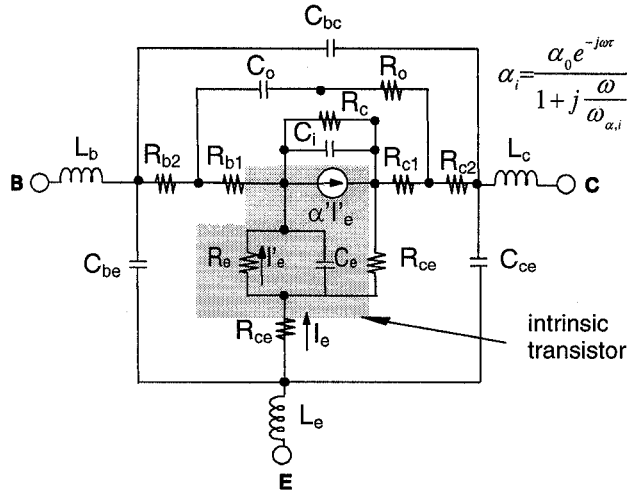 C_bc
C_o
R_o
α_i = α_0 e^{-jωτ} / (1 + j ω/ω_{α,i})
R_c
C_i
L_b
R_b2
R_b1
R_c1
R_c2
L_c
B
C
α'I'_e
C_be
R_e
I'_e
C_e
R_ce
C_ce
R_ce
I_e
intrinsic
transistor
L_e
E